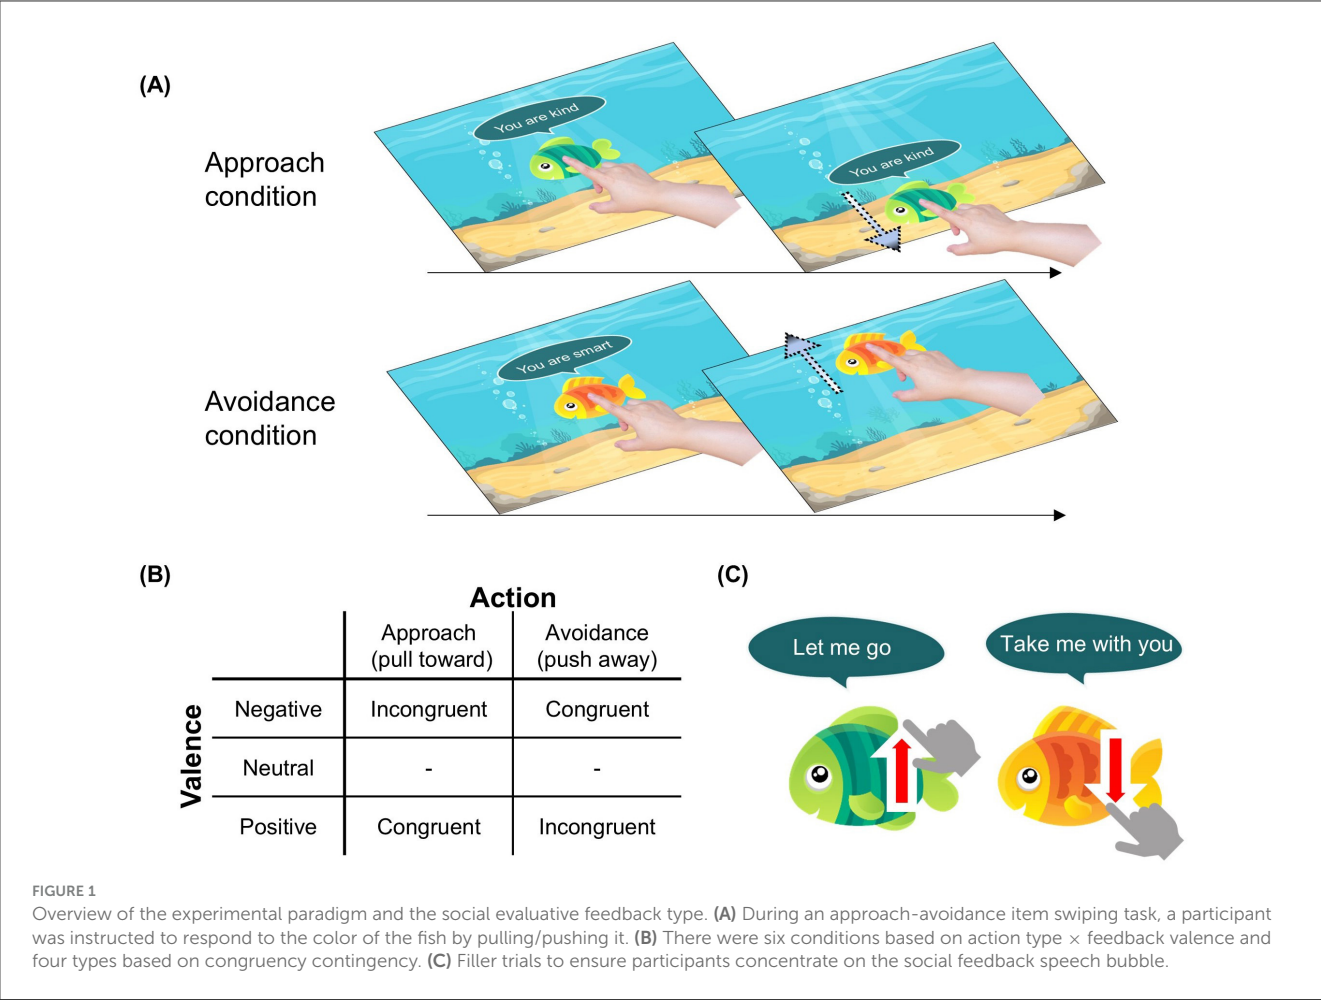 (A)
Approach
condition
You are kind
You are kind
Avoidance
condition
You are smart
(B)
Action
Valence
Approach
(pull toward)
Avoidance
(push away)
Negative
Incongruent
Congruent
Neutral
-
-
Positive
Congruent
Incongruent
(C)
Let me go
Take me with you
FIGURE 1
Overview of the experimental paradigm and the social evaluative feedback type. (A) During an approach-avoidance item swiping task, a participant
was instructed to respond to the color of the fish by pulling/pushing it. (B) There were six conditions based on action type × feedback valence and
four types based on congruency contingency. (C) Filler trials to ensure participants concentrate on the social feedback speech bubble.